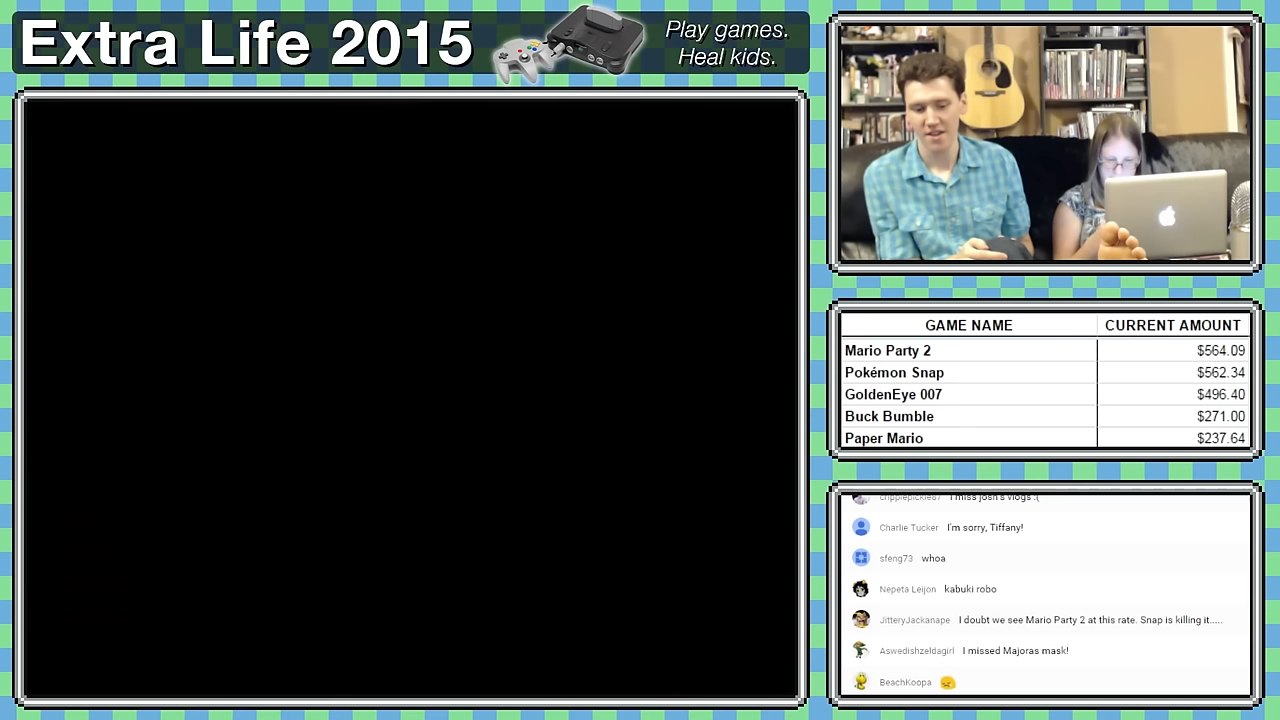 Extra Life 2015
Play games.
Heal kids.
GAME NAME CURRENT AMOUNT
Mario Party 2 $564.09
Pokémon Snap $562.34
GoldenEye 007 $496.40
Buck Bumble $271.00
Paper Mario $237.64
I miss josh's vlogs :(
Charlie Tucker I'm sorry, Tiffany!
sfeng73 whoa
Nepeta Leijon kabuki robo
JitteryJackanape I doubt we see Mario Party 2 at this rate. Snap is killing it.....
Aswedishzeldagirl I missed Majoras mask!
BeachKoopa